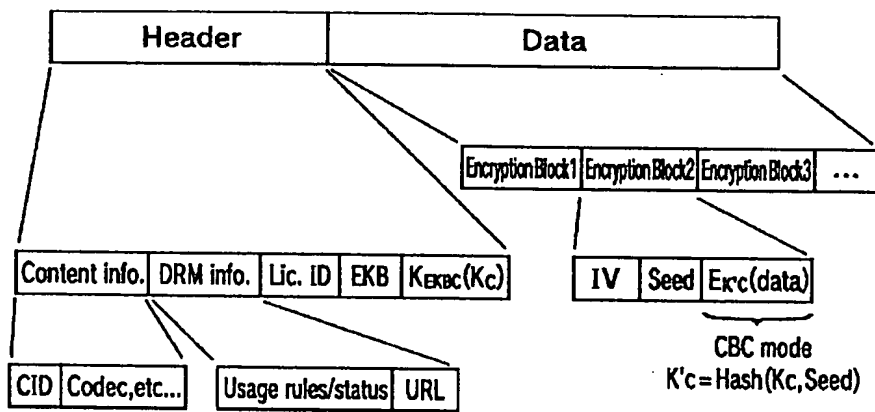 Header Data
Encryption Block1 Encryption Block2 Encryption Block3 ...
Content info. DRM info. Lic. ID EKB KEKBC(Kc)
IV Seed EK'c(data)
CBC mode
K'c=Hash(Kc,Seed)
CID Codec,etc... Usage rules/status URL